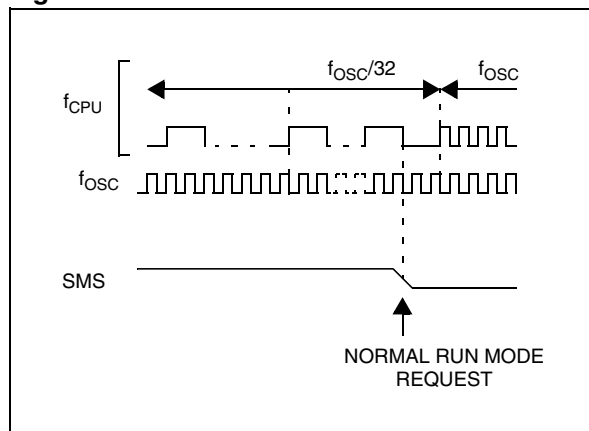 fOSC/32
fOSC
fCPU
fOSC
SMS
NORMAL RUN MODE
REQUEST